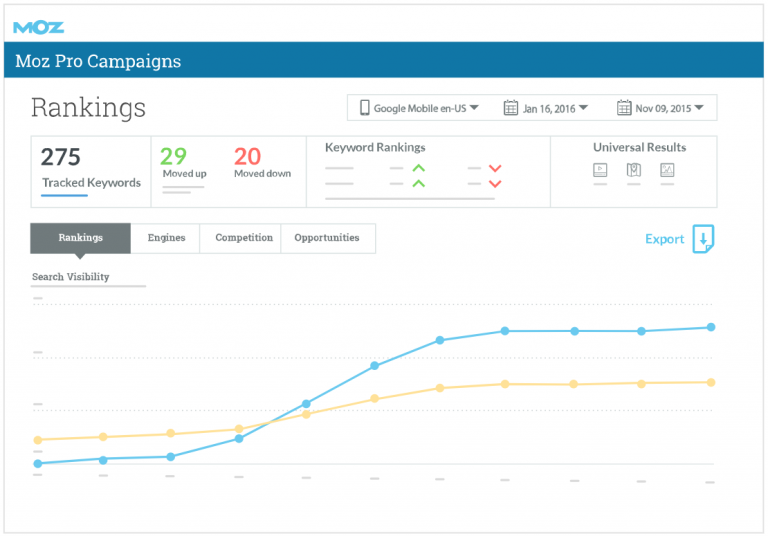 MOZ
Moz Pro Campaigns
Rankings
Google Mobile en-US
Jan 16, 2016
Nov 09, 2015
275
Tracked Keywords
29
Moved up
20
Moved down
Keyword Rankings
Universal Results
Rankings
Engines
Competition
Opportunities
Export
Search Visibility